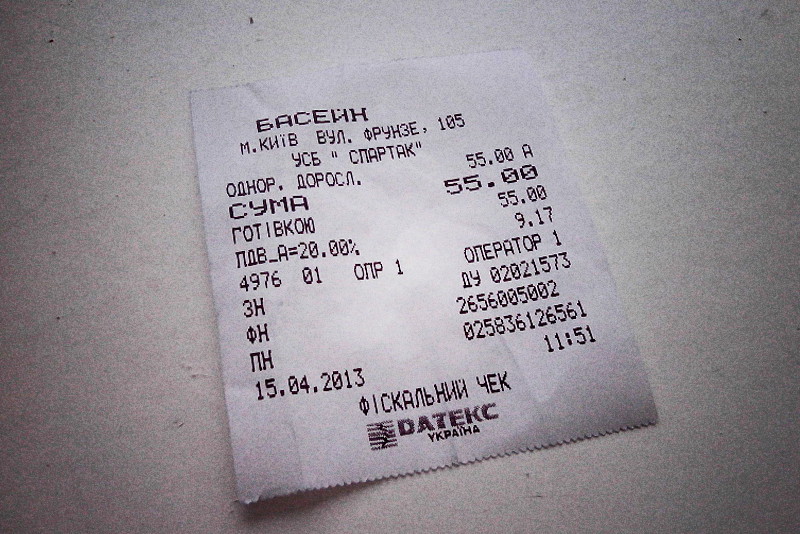 БАСЕЙН
М.КИЇВ ВУЛ. ФРУНЗЕ, 105
УСБ " СПАРТАК"
ОДНОР. ДОРОСЛ. 55.00 А
СУМА 55.00
ГОТІВКОЮ 55.00
ПДВ_А=20.00% 9.17
4976 01 ОПР 1 ОПЕРАТОР 1
ЗН ДУ 02021573
ФН 2656005002
ПН 025836126561
15.04.2013 11:51
ФІСКАЛЬНИЙ ЧЕК
DATEKC
УКРАЇНА